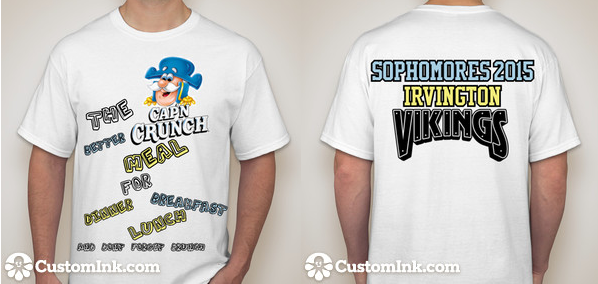 CAP'N
CRUNCH
THE
BETTER
MEAL
FOR
DINNER BREAKFAST
LUNCH
AND DON'T FORGET BRUNCH
CustomInk.com
SOPHOMORES 2015
IRVINGTON
VIKINGS
CustomInk.com